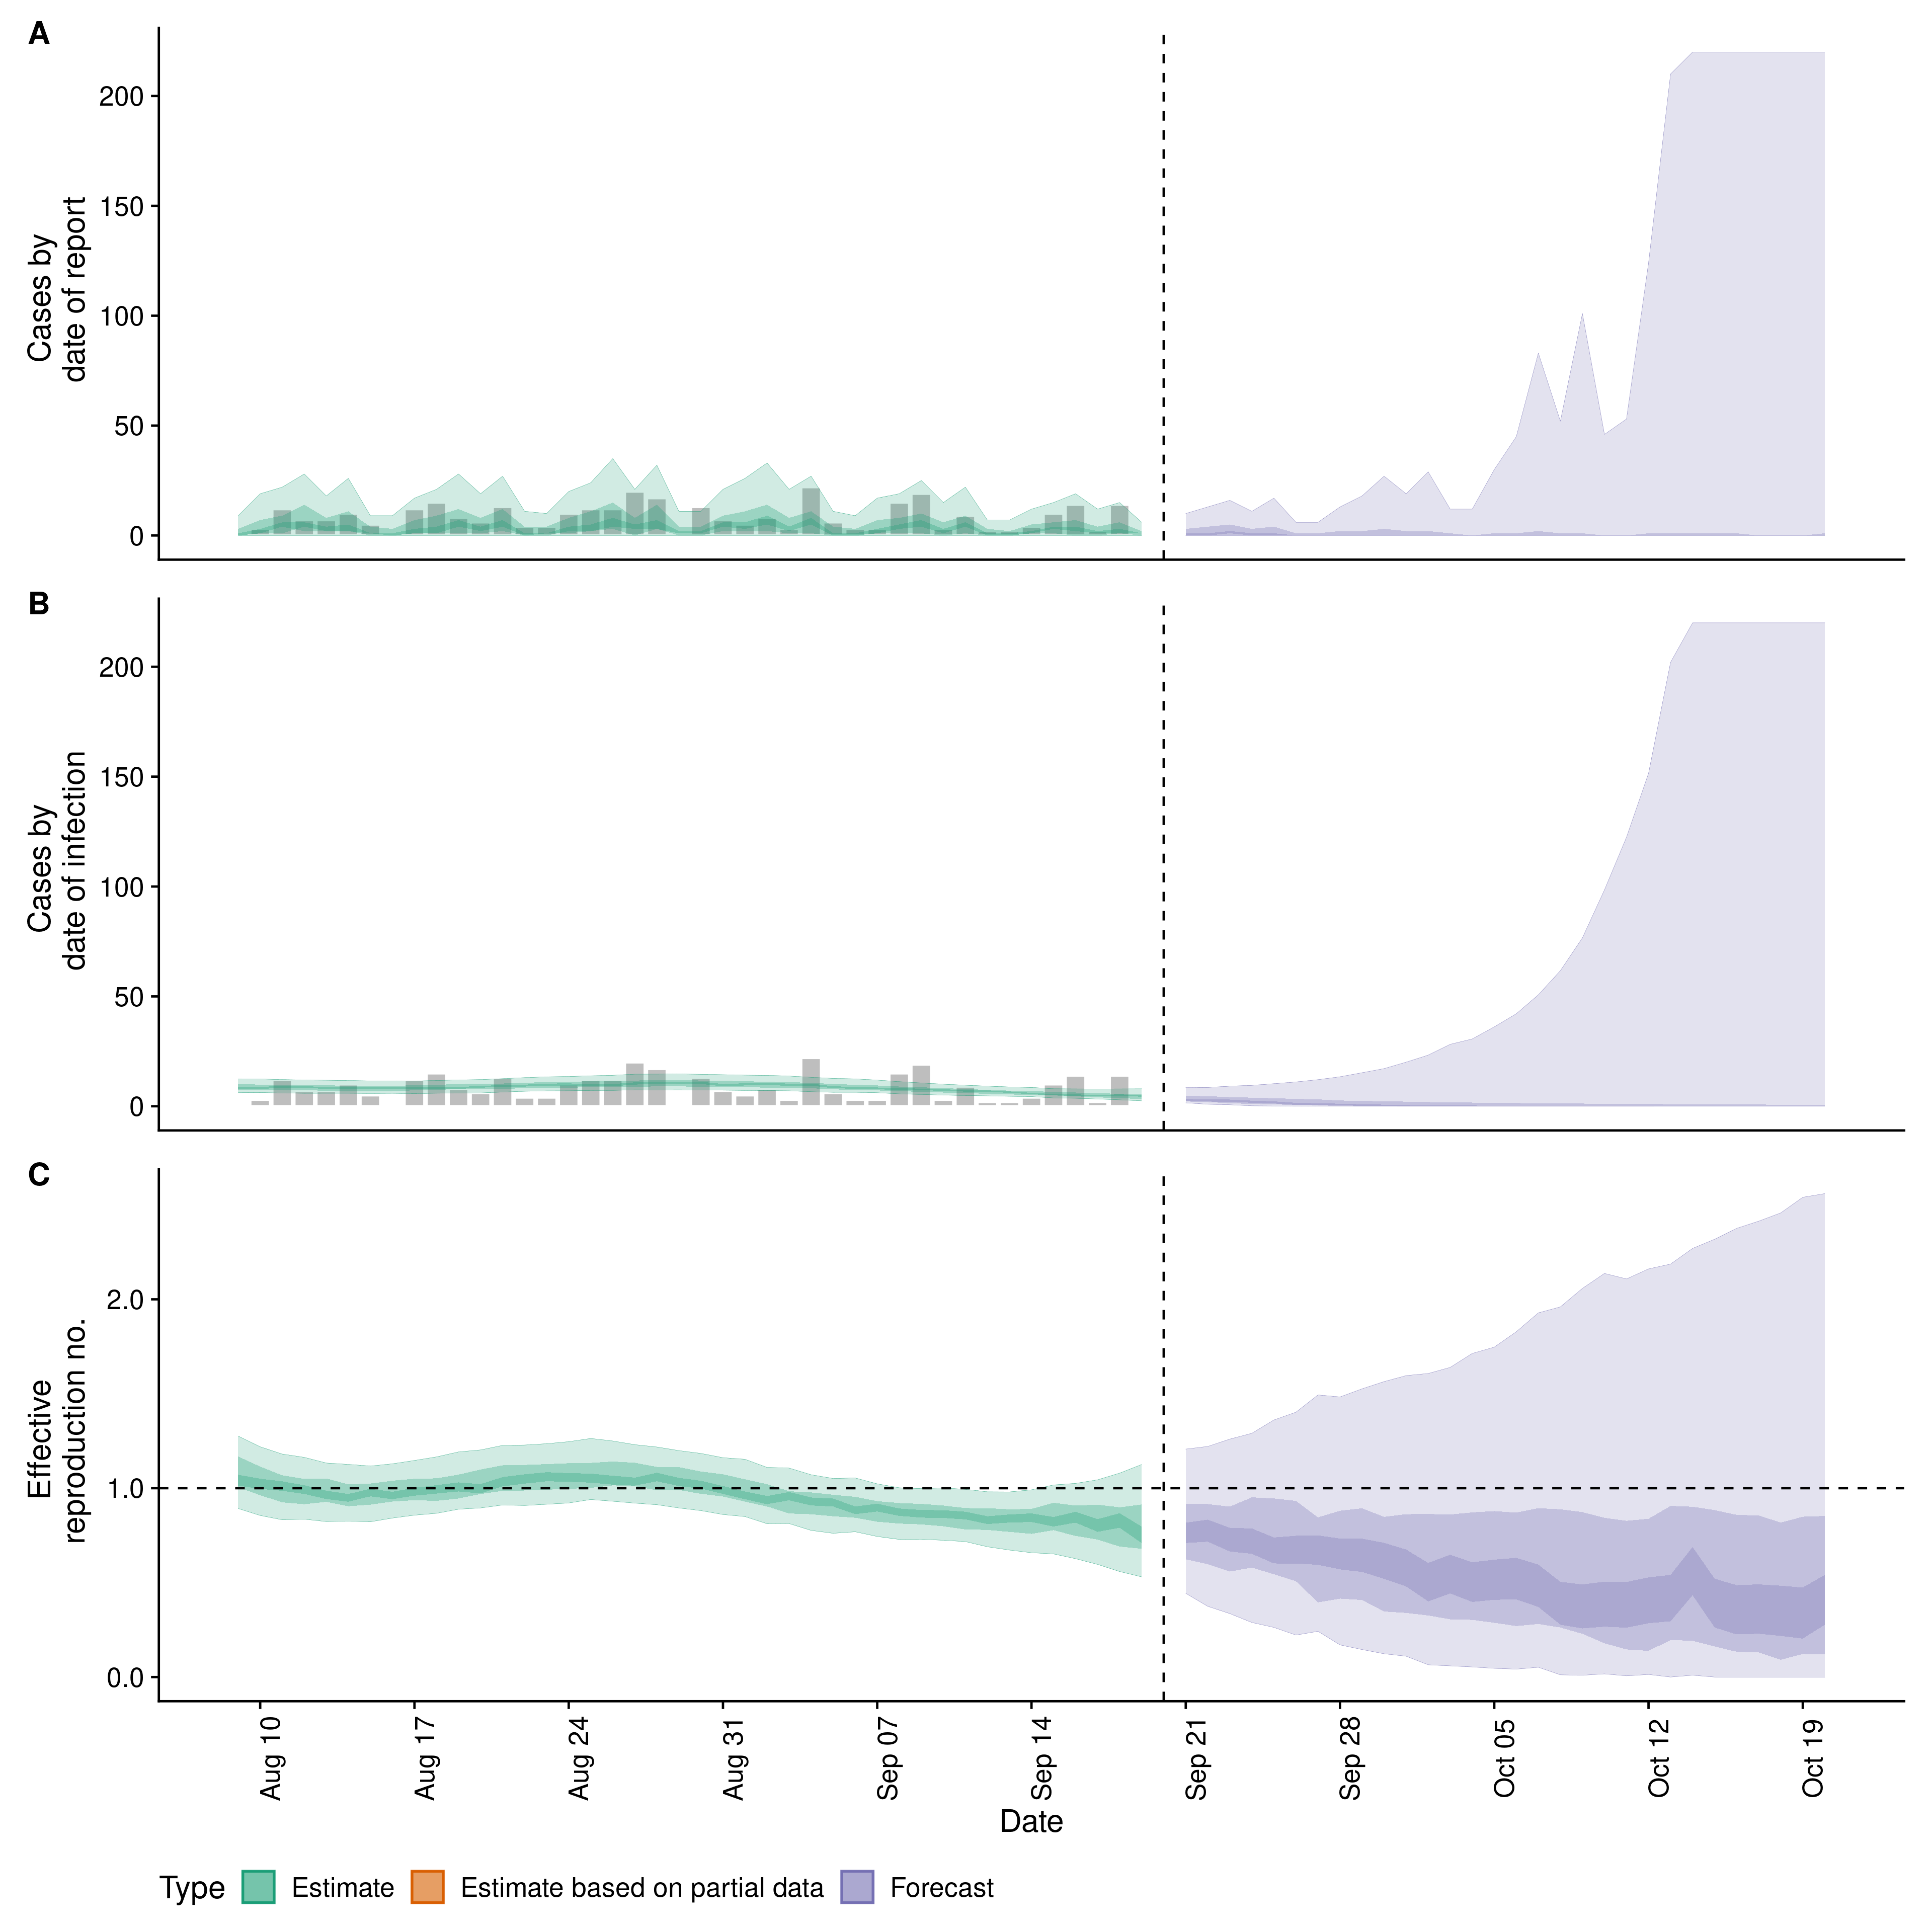 A
Cases by
date of report
200
150
100
50
0
B
Cases by
date of infection
200
150
100
50
0
C
Effective
reproduction no.
2.0
1.0
0.0
Aug 10
Aug 17
Aug 24
Aug 31
Sep 07
Sep 14
Sep 21
Sep 28
Oct 05
Oct 12
Oct 19
Date
Type Estimate Estimate based on partial data Forecast